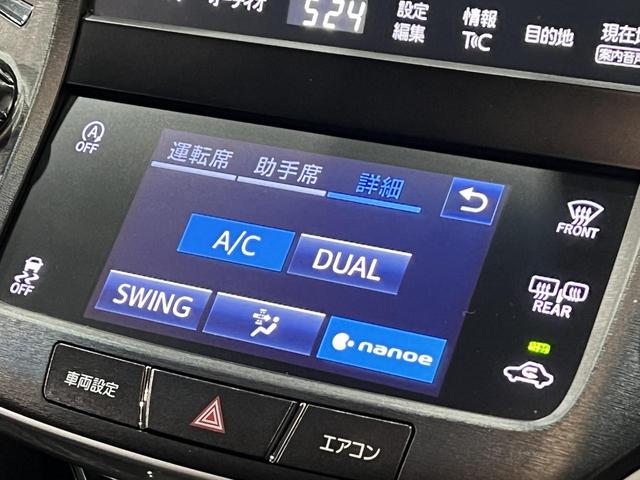 オーディオ
524
設定
編集
情報
T℃
目的地
現在地
案内音声
A
OFF
運転席
助手席
詳細
FRONT
A/C
DUAL
OFF
SWING
nanoe
REAR
車両設定
エアコン